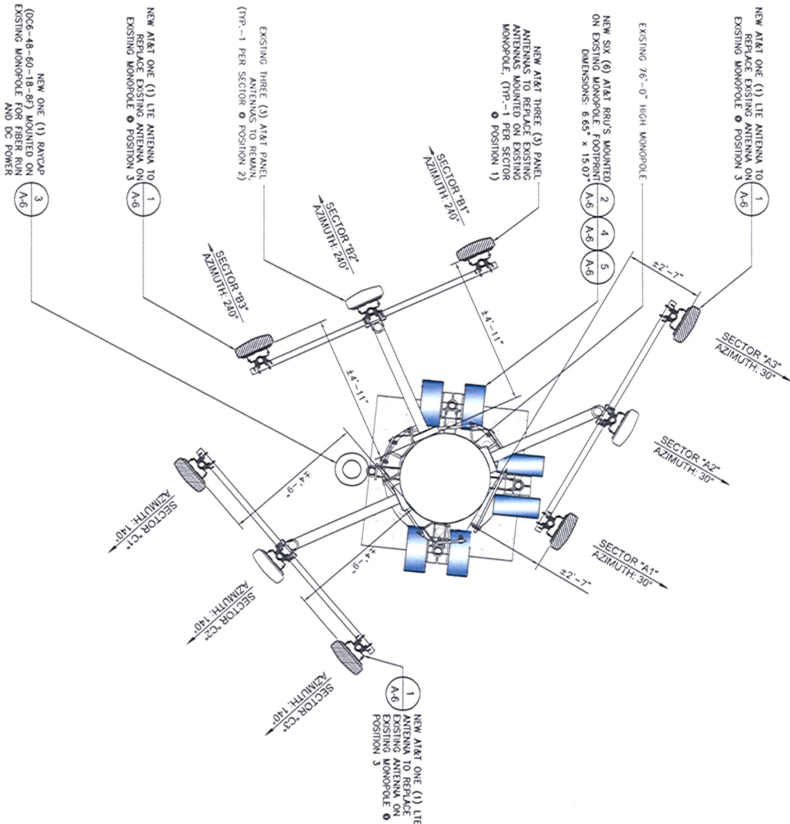 NEW AT&T ONE (1) LTE ANTENNA TO
REPLACE EXISTING ANTENNA ON
EXISTING MONOPOLE @ POSITION 3
1
A-6
EXISTING 76'-0" HIGH MONOPOLE
NEW SIX (6) AT&T RRU'S MOUNTED
ON EXISTING MONOPOLE. FOOTPRINT
DIMENSIONS: 6.65" x 15.07"
2
A-6
4
A-6
5
A-6
NEW AT&T THREE (3) PANEL
ANTENNAS TO REPLACE EXISTING
ANTENNAS MOUNTED ON EXISTING
MONOPOLE, (TYP.-1 PER SECTOR
@ POSITION 1)
EXISTING THREE (3) AT&T PANEL
ANTENNAS TO REMAIN,
(TYP.-1 PER SECTOR @ POSITION 2)
NEW AT&T ONE (1) LTE ANTENNA TO
REPLACE EXISTING ANTENNA ON
EXISTING MONOPOLE @ POSITION 3
1
A-6
NEW ONE (1) RAYCAP
(DC6-48-60-18-8F) MOUNTED ON
EXISTING MONOPOLE FOR FIBER RUN
AND DC POWER
3
A-6
SECTOR "B1"
AZIMUTH: 240°
SECTOR "B2"
AZIMUTH: 240°
SECTOR "B3"
AZIMUTH: 240°
±4'-11"
±4'-11"
±2'-7"
SECTOR "A3"
AZIMUTH: 30°
SECTOR "A2"
AZIMUTH: 30°
SECTOR "A1"
AZIMUTH: 30°
±2'-7"
±4'-9"
±4'-9"
SECTOR "C1"
AZIMUTH: 140°
SECTOR "C2"
AZIMUTH: 140°
SECTOR "C3"
AZIMUTH: 140°
1
A-6
NEW AT&T ONE (1) LTE
ANTENNA TO REPLACE
EXISTING ANTENNA ON
EXISTING MONOPOLE @
POSITION 3